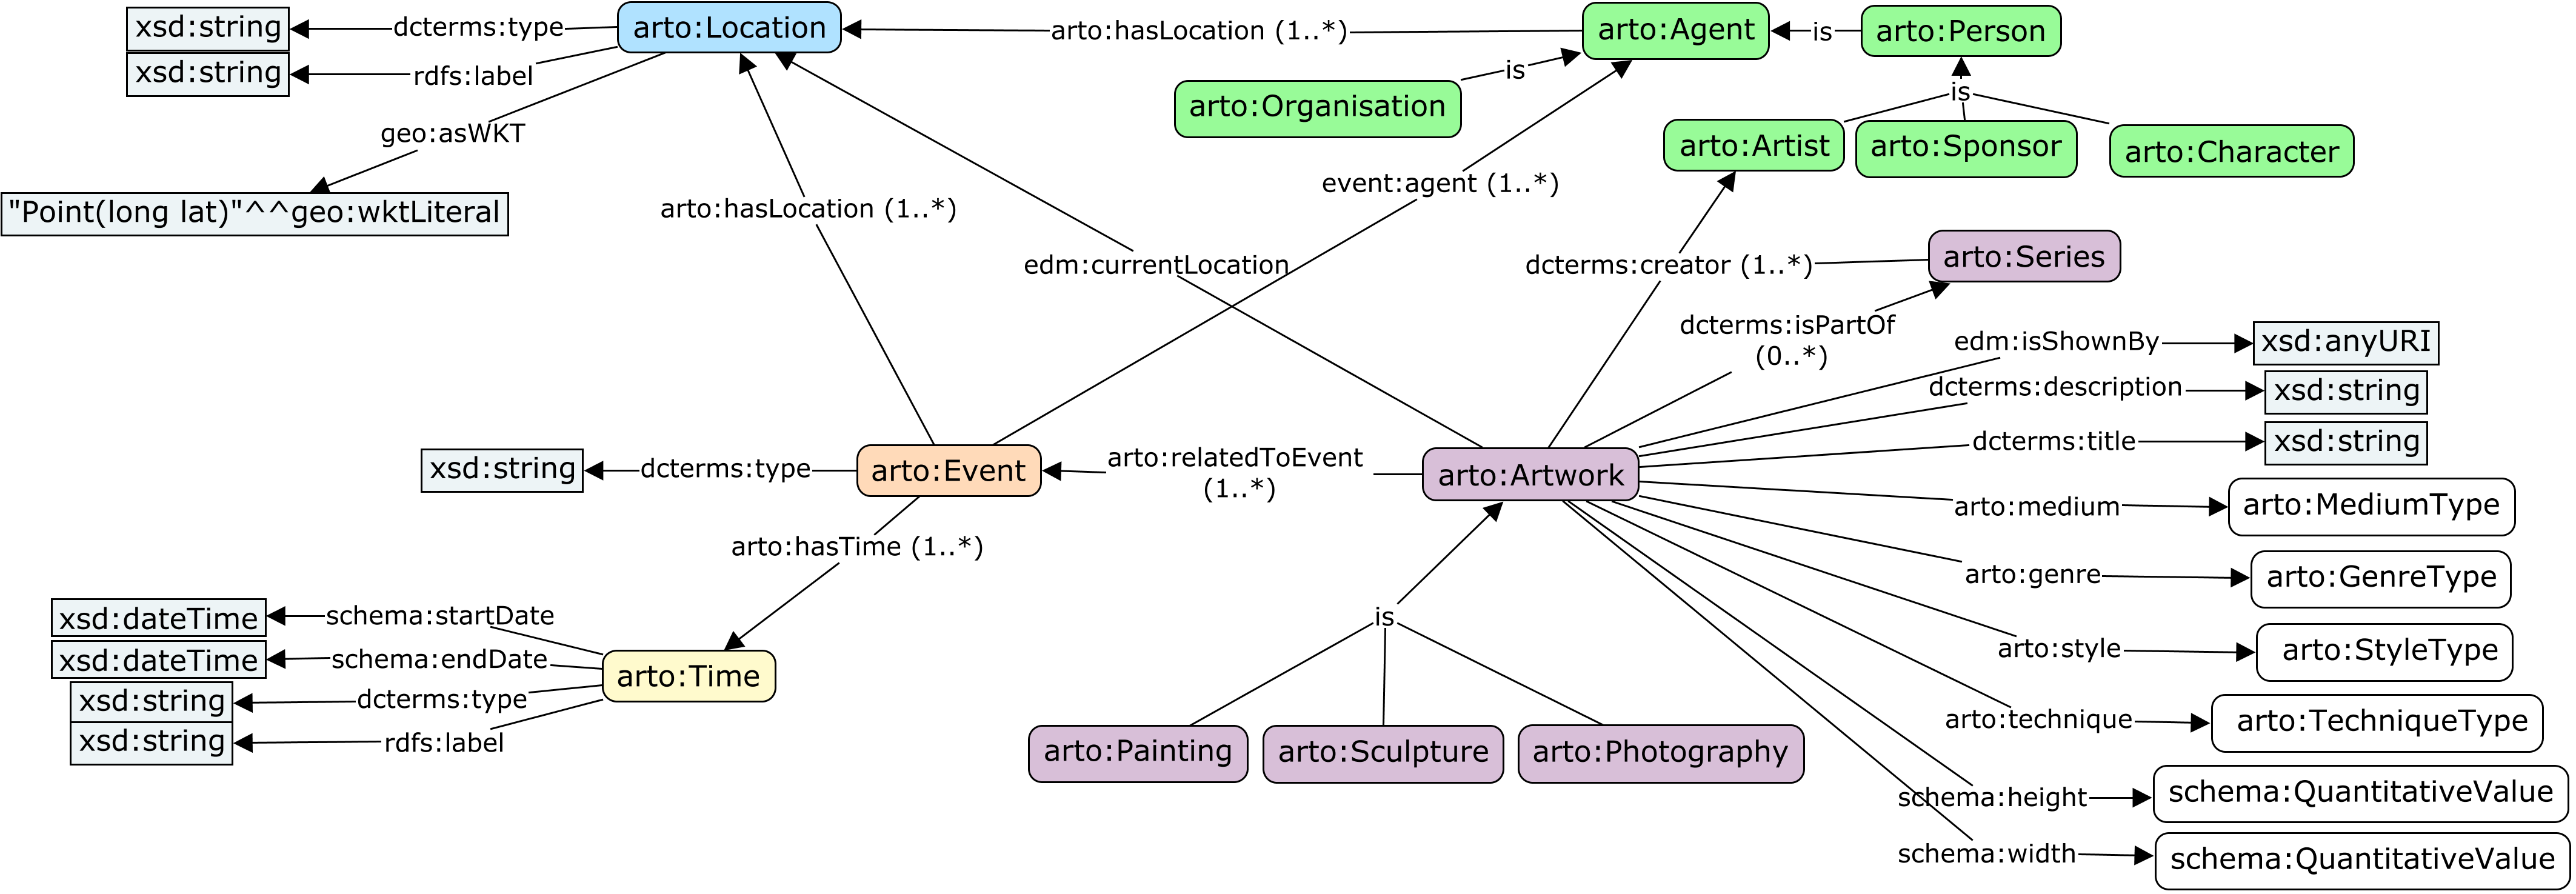 xsd:string
dcterms:type
arto:Location
arto:hasLocation (1..*)
arto:Agent
is
arto:Person
xsd:string
rdfs:label
is
arto:Organisation
is
geo:asWKT
arto:Artist
arto:Sponsor
arto:Character
"Point(long lat)"^^geo:wktLiteral
arto:hasLocation (1..*)
event:agent (1..*)
edm:currentLocation
dcterms:creator (1..*)
arto:Series
dcterms:isPartOf
(0..*)
edm:isShownBy
xsd:anyURI
dcterms:description
xsd:string
dcterms:title
xsd:string
xsd:string
dcterms:type
arto:Event
arto:relatedToEvent
(1..*)
arto:Artwork
arto:medium
arto:MediumType
arto:hasTime (1..*)
arto:genre
arto:GenreType
xsd:dateTime
schema:startDate
is
arto:style
arto:StyleType
xsd:dateTime
schema:endDate
arto:Time
xsd:string
dcterms:type
arto:technique
arto:TechniqueType
xsd:string
rdfs:label
arto:Painting
arto:Sculpture
arto:Photography
schema:height
schema:QuantitativeValue
schema:width
schema:QuantitativeValue